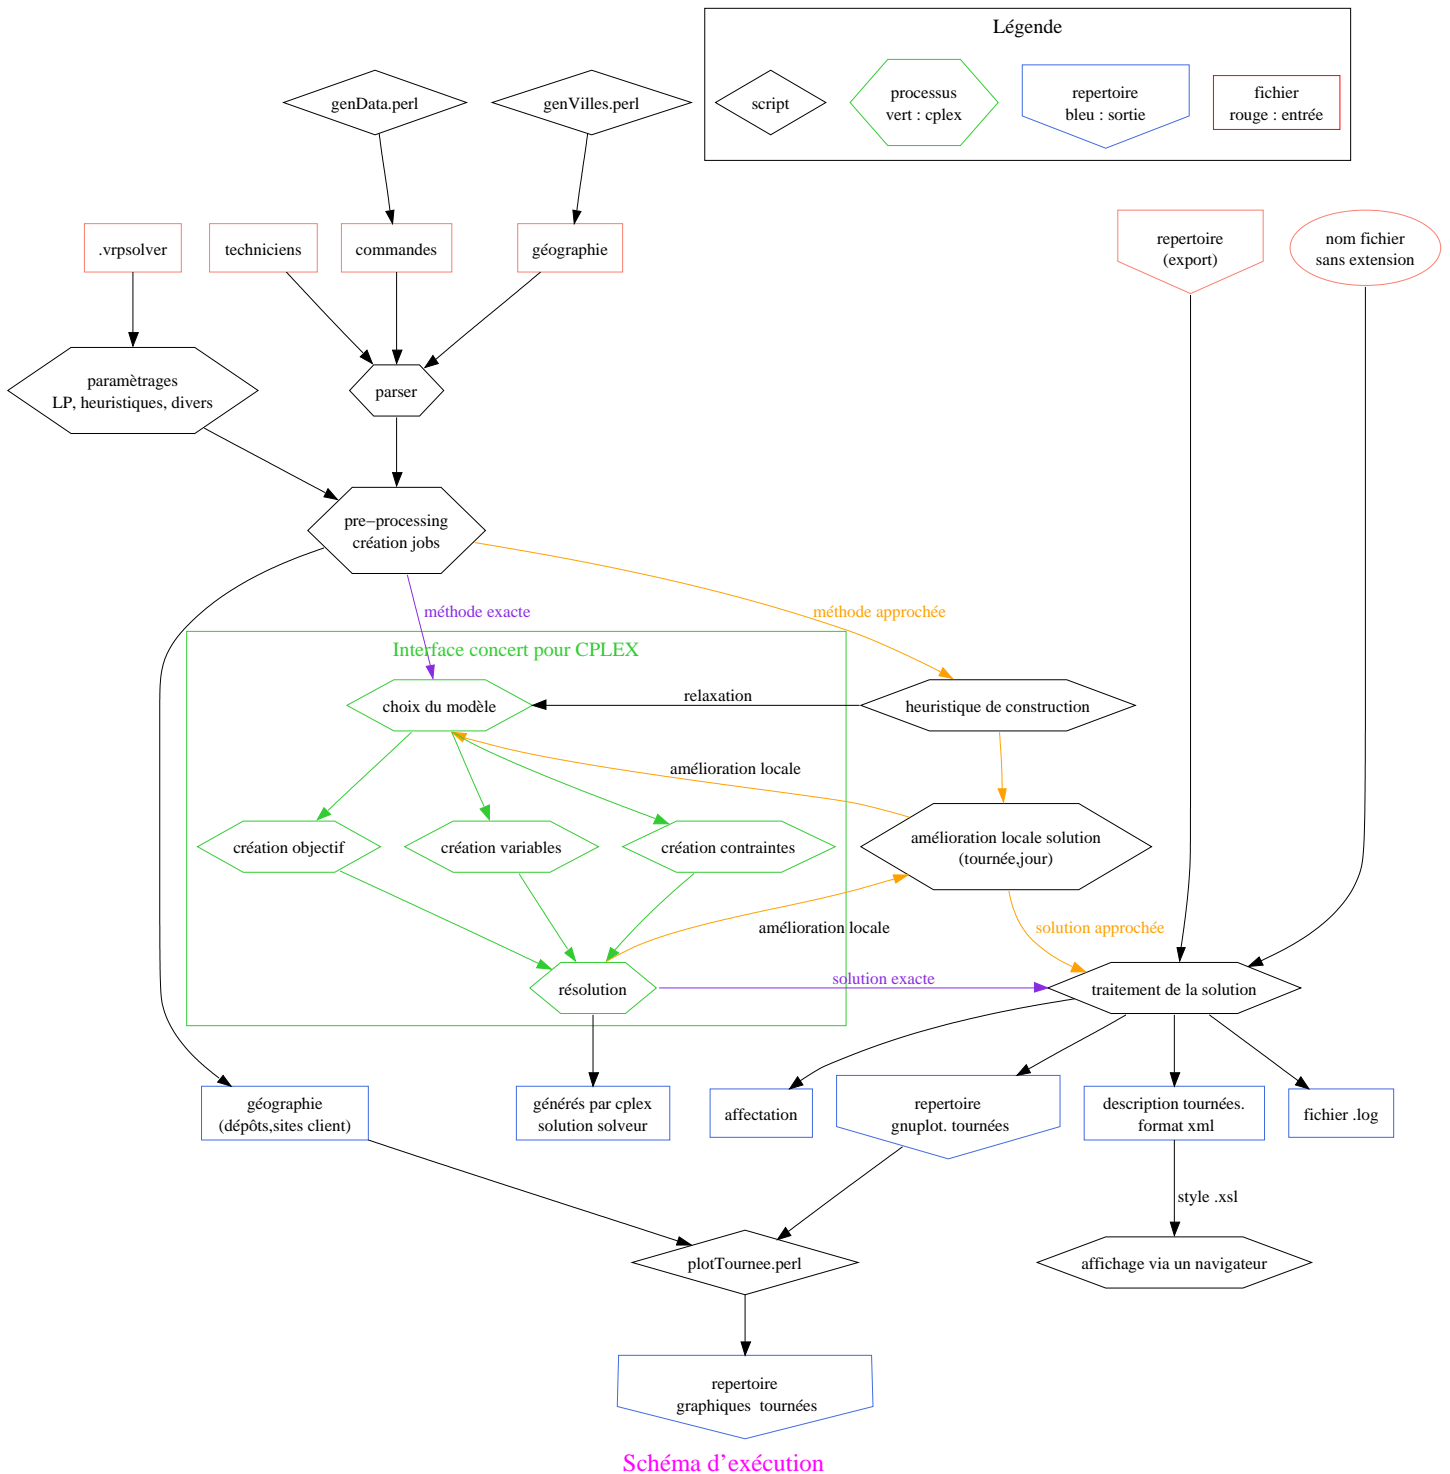 Légende
script
processus
vert : cplex
repertoire
bleu : sortie
fichier
rouge : entrée
genData.perl
genVilles.perl
.vrpsolver
techniciens
commandes
géographie
repertoire
(export)
nom fichier
sans extension
paramètrages
LP, heuristiques, divers
parser
pre−processing
création jobs
méthode exacte
méthode approchée
Interface concert pour CPLEX
choix du modèle
relaxation
heuristique de construction
amélioration locale
création objectif
création variables
création contraintes
amélioration locale solution
(tournée,jour)
amélioration locale
solution approchée
résolution
solution exacte
traitement de la solution
géographie
(dépôts,sites client)
générés par cplex
solution solveur
affectation
repertoire
gnuplot. tournées
description tournées.
format xml
fichier .log
style .xsl
plotTournee.perl
affichage via un navigateur
repertoire
graphiques  tournées
Schéma d’exécution